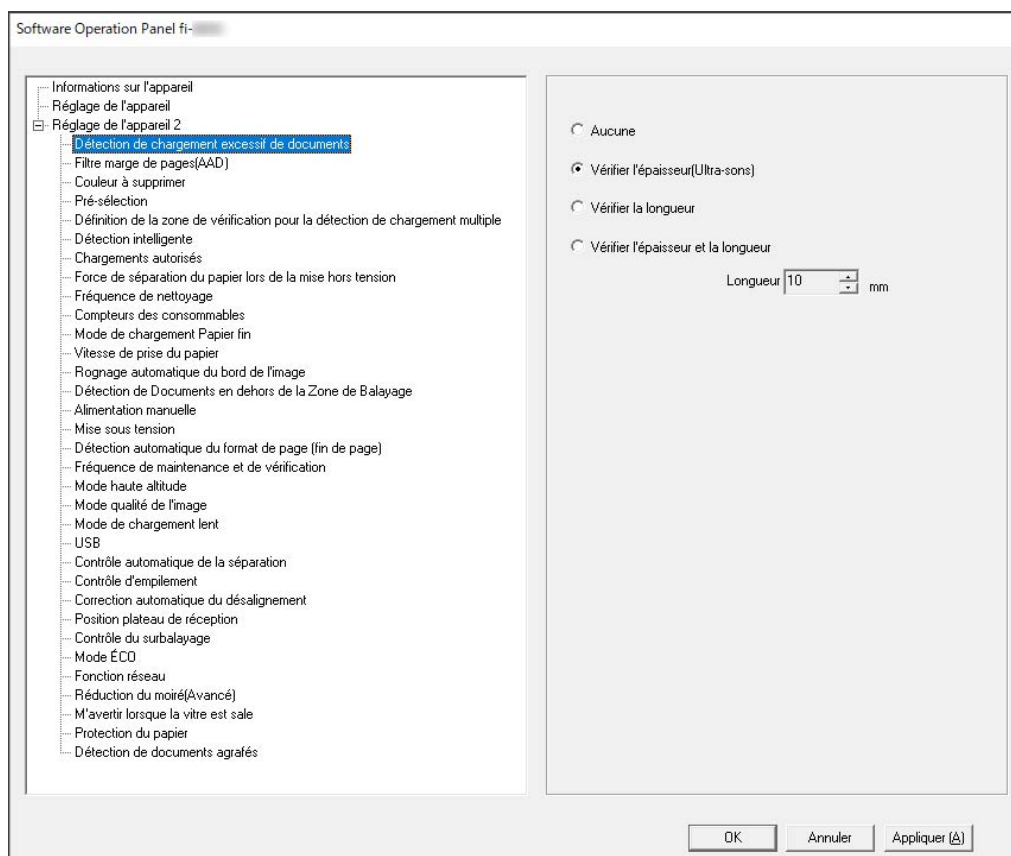 Software Operation Panel fi-
Informations sur l'appareil
Réglage de l'appareil
Réglage de l'appareil 2
Détection de chargement excessif de documents
Filtre marge de pages(AAD)
Couleur à supprimer
Pré-sélection
Définition de la zone de vérification pour la détection de chargement multiple
Détection intelligente
Chargements autorisés
Force de séparation du papier lors de la mise hors tension
Fréquence de nettoyage
Compteurs des consommables
Mode de chargement Papier fin
Vitesse de prise du papier
Rognage automatique du bord de l'image
Détection de Documents en dehors de la Zone de Balayage
Alimentation manuelle
Mise sous tension
Détection automatique du format de page (fin de page)
Fréquence de maintenance et de vérification
Mode haute altitude
Mode qualité de l'image
Mode de chargement lent
USB
Contrôle automatique de la séparation
Contrôle d'empilement
Correction automatique du désalignement
Position plateau de réception
Contrôle du surbalayage
Mode ÉCO
Fonction réseau
Réduction du moiré(Avancé)
M'avertir lorsque la vitre est sale
Protection du papier
Détection de documents agrafés
Aucune
Vérifier l'épaisseur(Ultra-sons)
Vérifier la longueur
Vérifier l'épaisseur et la longueur
Longueur 10 mm
OK Annuler Appliquer (A)